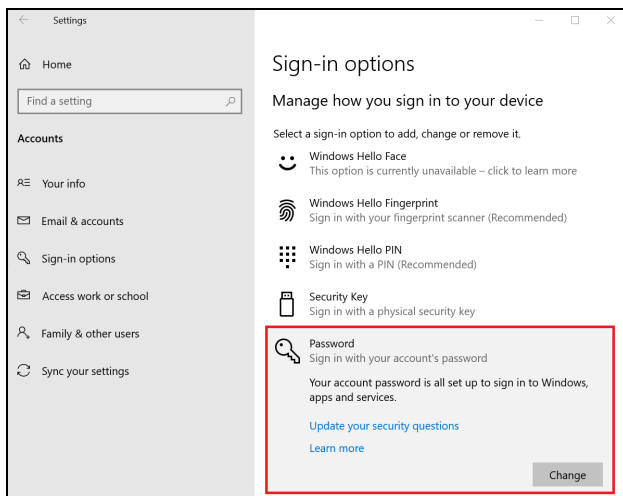 Settings
Home
Find a setting
Accounts
Your info
Email & accounts
Sign-in options
Access work or school
Family & other users
Sync your settings
Sign-in options
Manage how you sign in to your device
Select a sign-in option to add, change or remove it.
Windows Hello Face
This option is currently unavailable – click to learn more
Windows Hello Fingerprint
Sign in with your fingerprint scanner (Recommended)
Windows Hello PIN
Sign in with a PIN (Recommended)
Security Key
Sign in with a physical security key
Password
Sign in with your account's password
Your account password is all set up to sign in to Windows,
apps and services.
Update your security questions
Learn more
Change